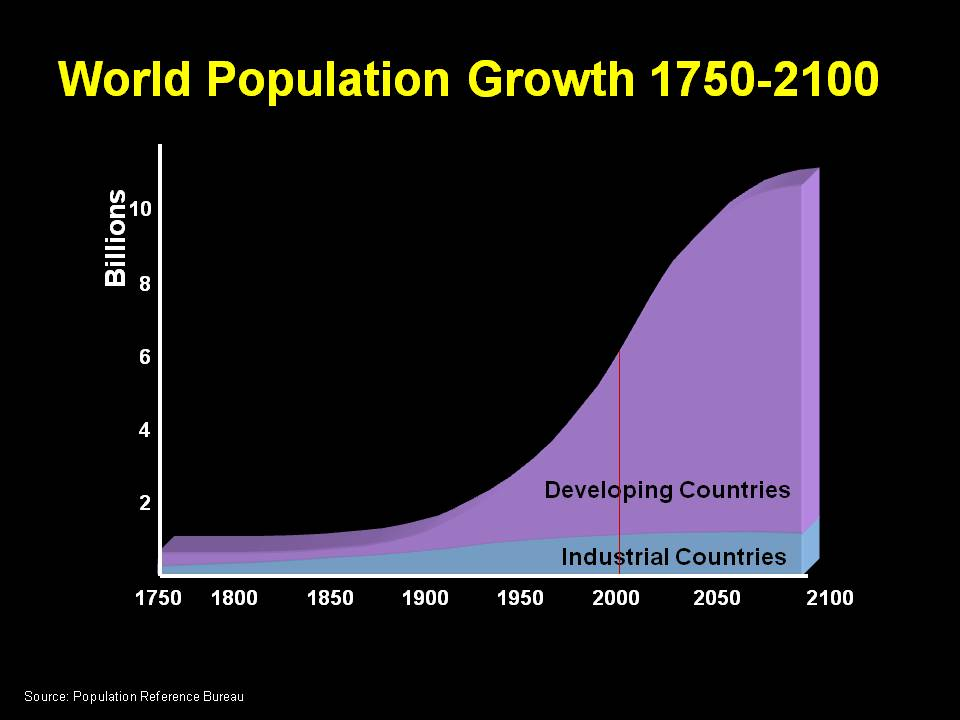 World Population Growth 1750-2100
Billions
10
8
6
4
2
Developing Countries
Industrial Countries
1750 1800 1850 1900 1950 2000 2050 2100
Source: Population Reference Bureau